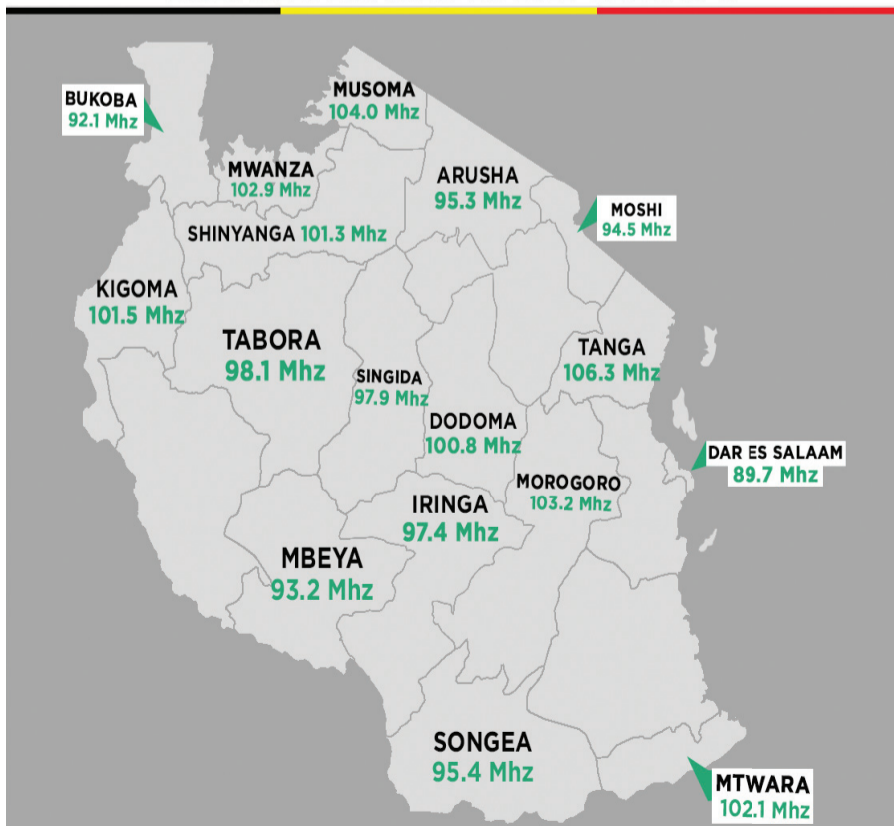 MUSOMA
104.0 Mhz
BUKOBA
92.1 Mhz
MWANZA
102.9 Mhz
ARUSHA
95.3 Mhz
MOSHI
94.5 Mhz
SHINYANGA 101.3 Mhz
KIGOMA
101.5 Mhz
TABORA
98.1 Mhz
SINGIDA
97.9 Mhz
TANGA
106.3 Mhz
DODOMA
100.8 Mhz
DAR ES SALAAM
89.7 Mhz
MOROGORO
103.2 Mhz
IRINGA
97.4 Mhz
MBEYA
93.2 Mhz
SONGEA
95.4 Mhz
MTWARA
102.1 Mhz